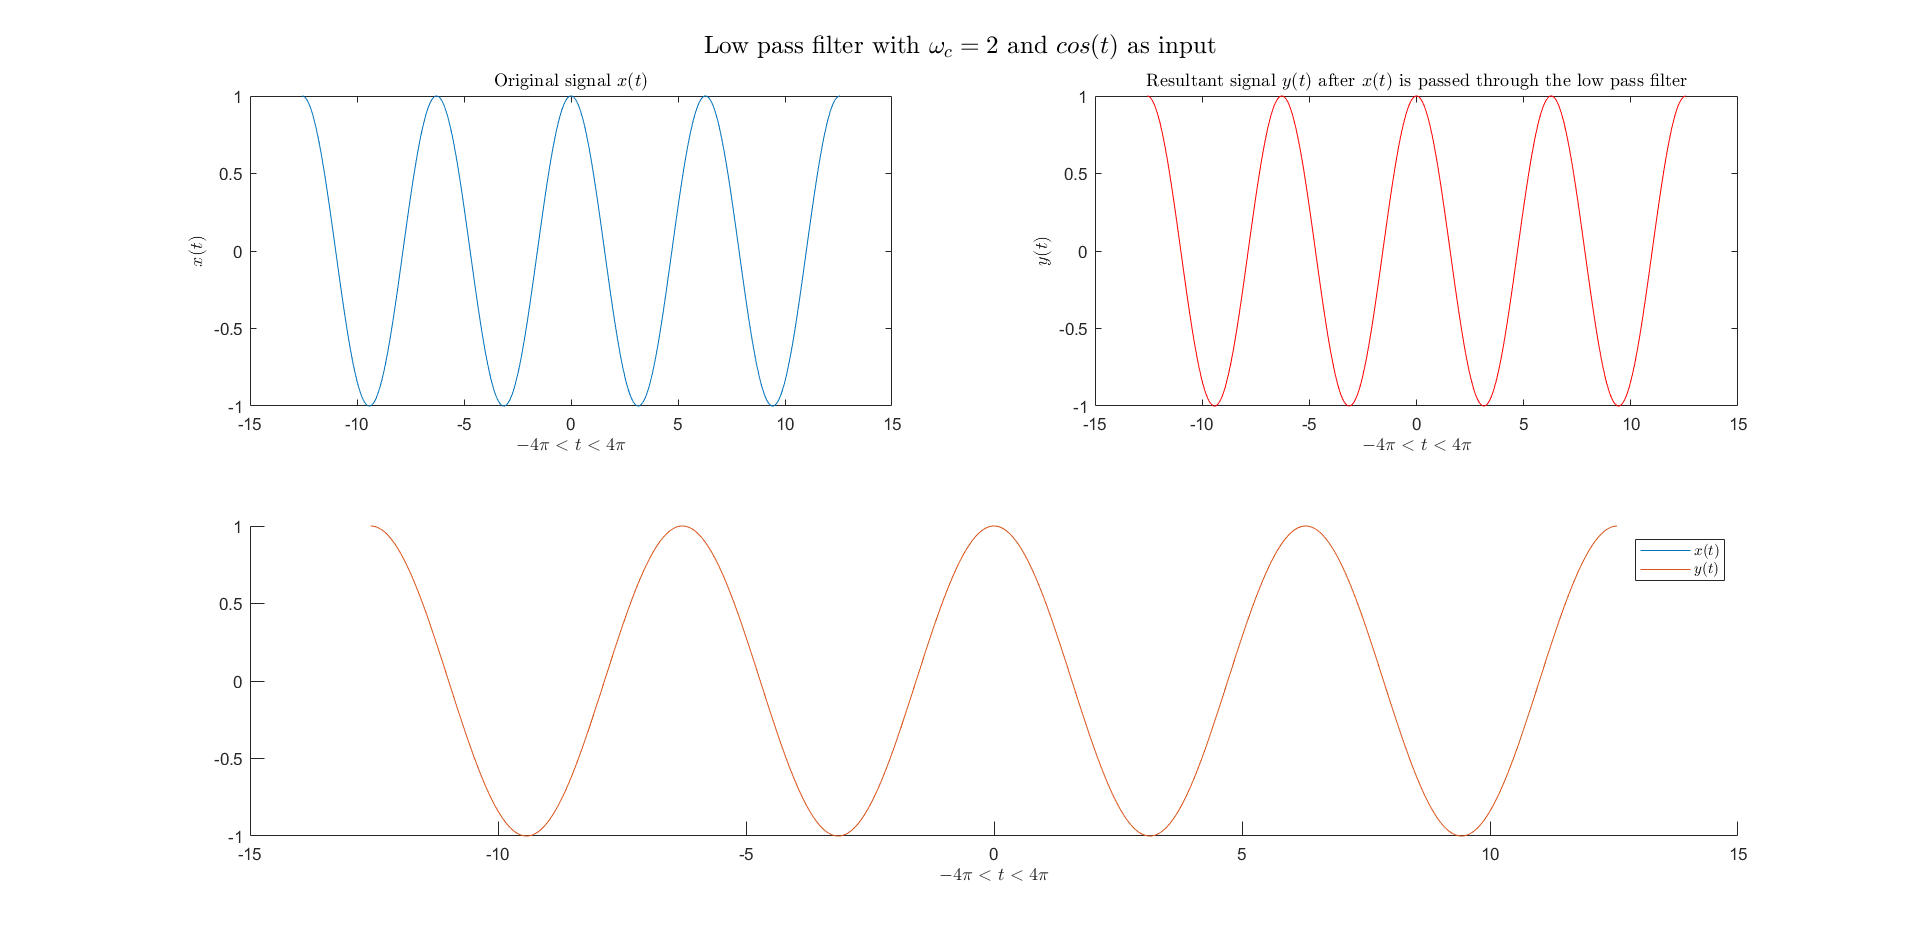 Low pass filter with ω_c = 2 and cos(t) as input
Original signal x(t)
x(t)
1
0.5
0
-0.5
-1
-15 -10 -5 0 5 10 15
−4π < t < 4π
Resultant signal y(t) after x(t) is passed through the low pass filter
y(t)
1
0.5
0
-0.5
-1
-15 -10 -5 0 5 10 15
−4π < t < 4π
1
0.5
0
-0.5
-1
-15 -10 -5 0 5 10 15
−4π < t < 4π
x(t)
y(t)